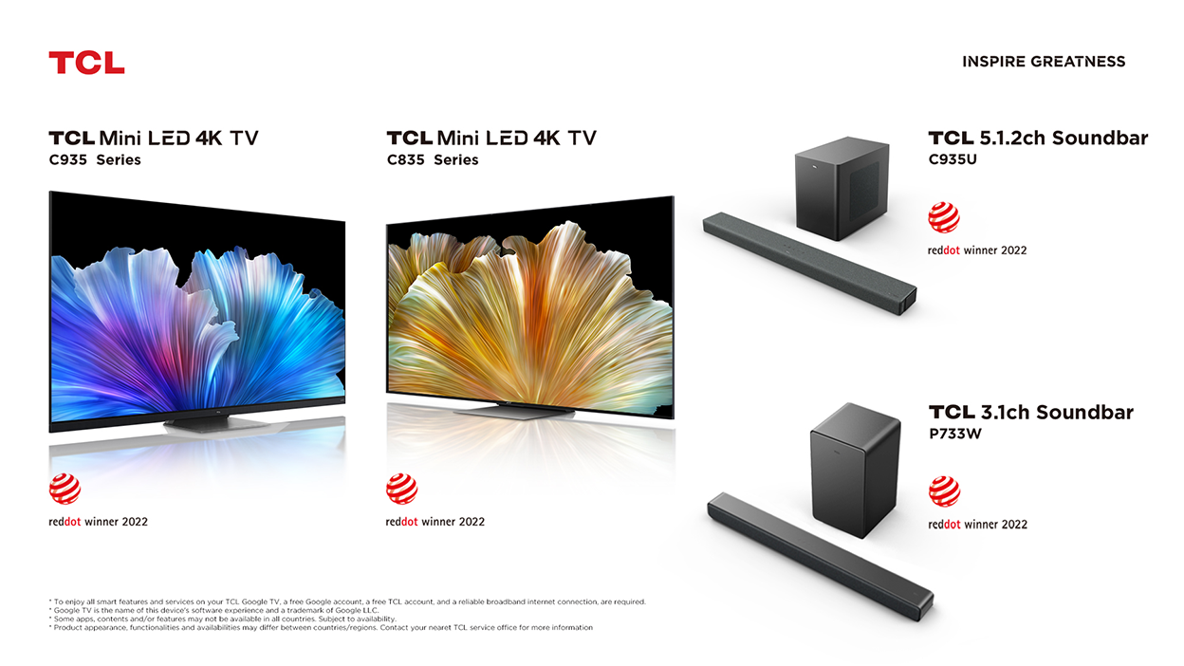 TCL
INSPIRE GREATNESS
TCL Mini LED 4K TV
C935 Series
reddot winner 2022
TCL Mini LED 4K TV
C835 Series
reddot winner 2022
TCL 5.1.2ch Soundbar
C935U
reddot winner 2022
TCL 3.1ch Soundbar
P733W
reddot winner 2022
* To enjoy all smart features and services on your TCL Google TV, a free Google account, a free TCL account, and a reliable broadband internet connection, are required.
* Google TV is the name of this device's software experience and a trademark of Google LLC.
* Some apps, contents and/or features may not be available in all countries. Subject to availability.
* Product appearance, functionalities and availabilities may differ between countries/regions. Contact your nearet TCL service office for more information